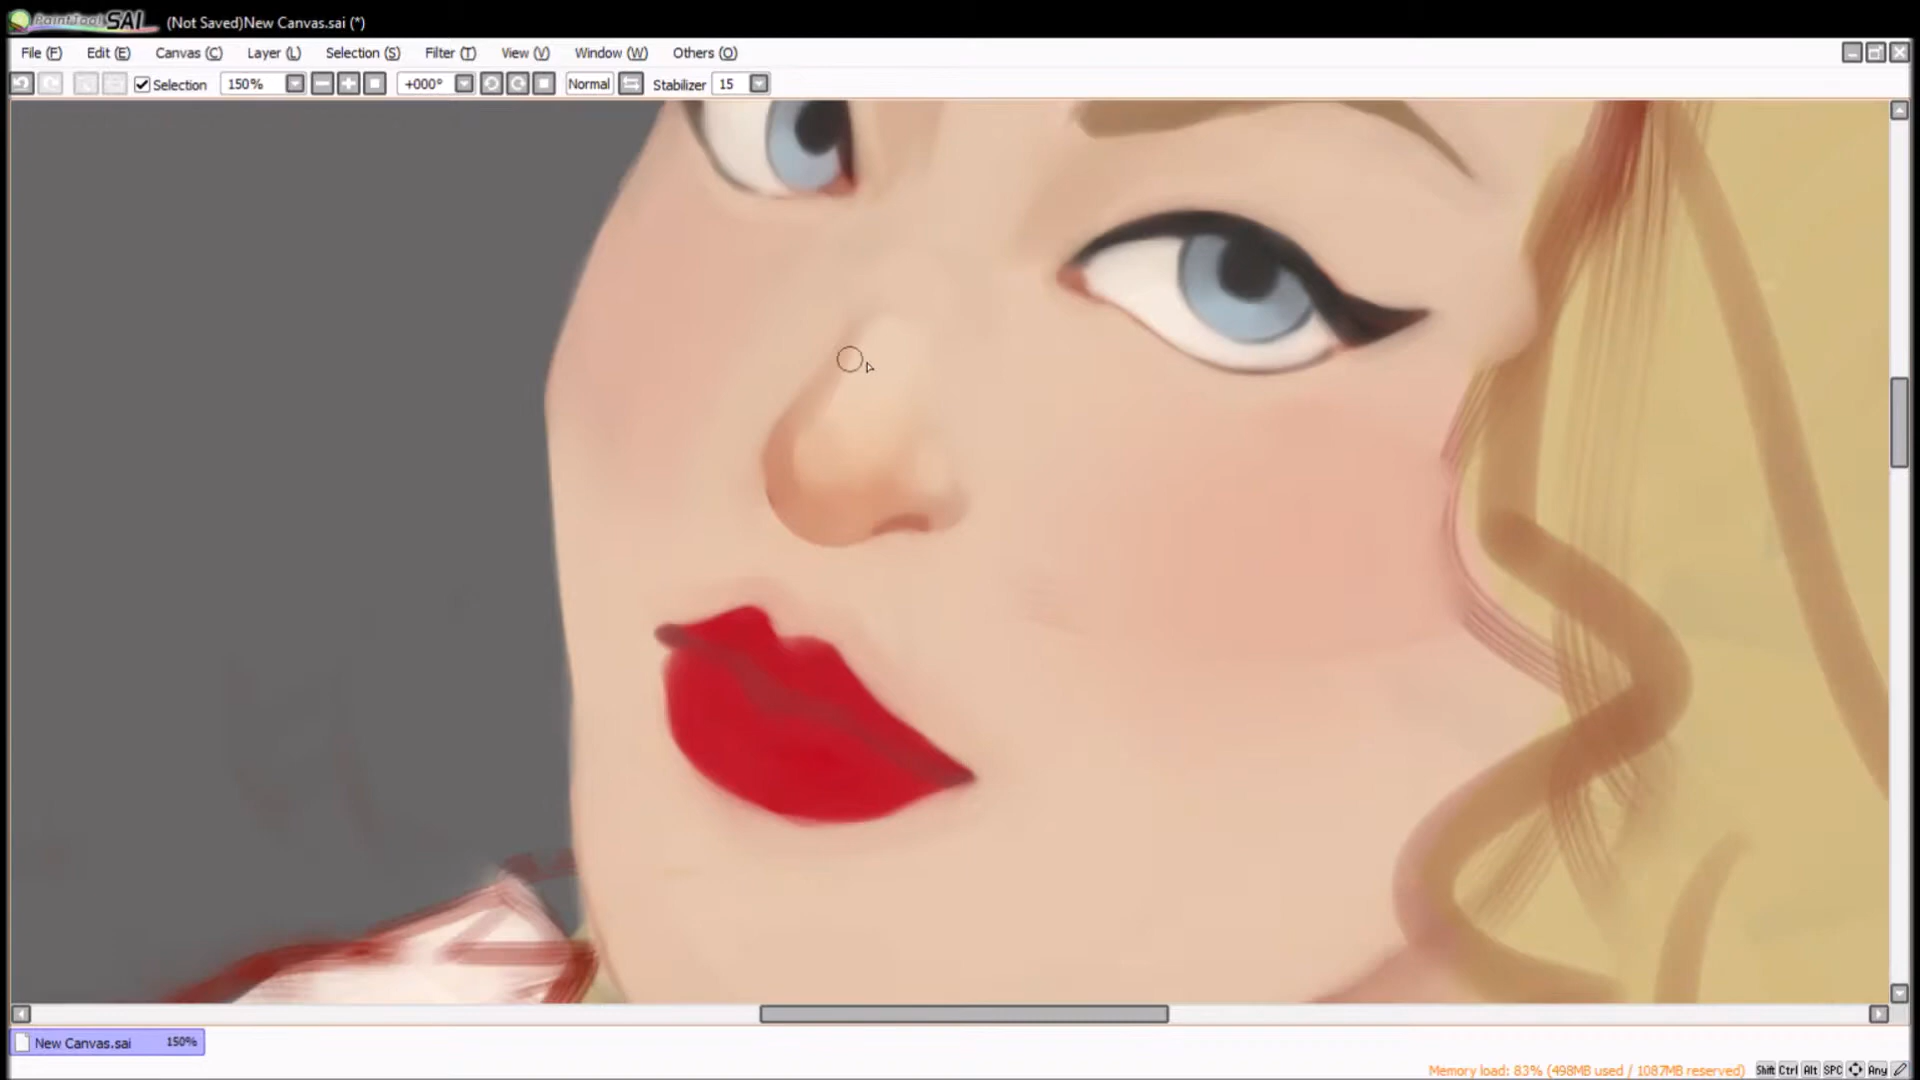 PaintTool SAI (Not Saved)New Canvas.sai (*)
File (F) Edit (E) Canvas (C) Layer (L) Selection (S) Filter (T) View (V) Window (W) Others (O)
Selection 150% +000° Normal Stabilizer 15
New Canvas.sai 150%
Memory load: 83% (498MB used / 1087MB reserved) Shift Ctrl Alt SPC Any